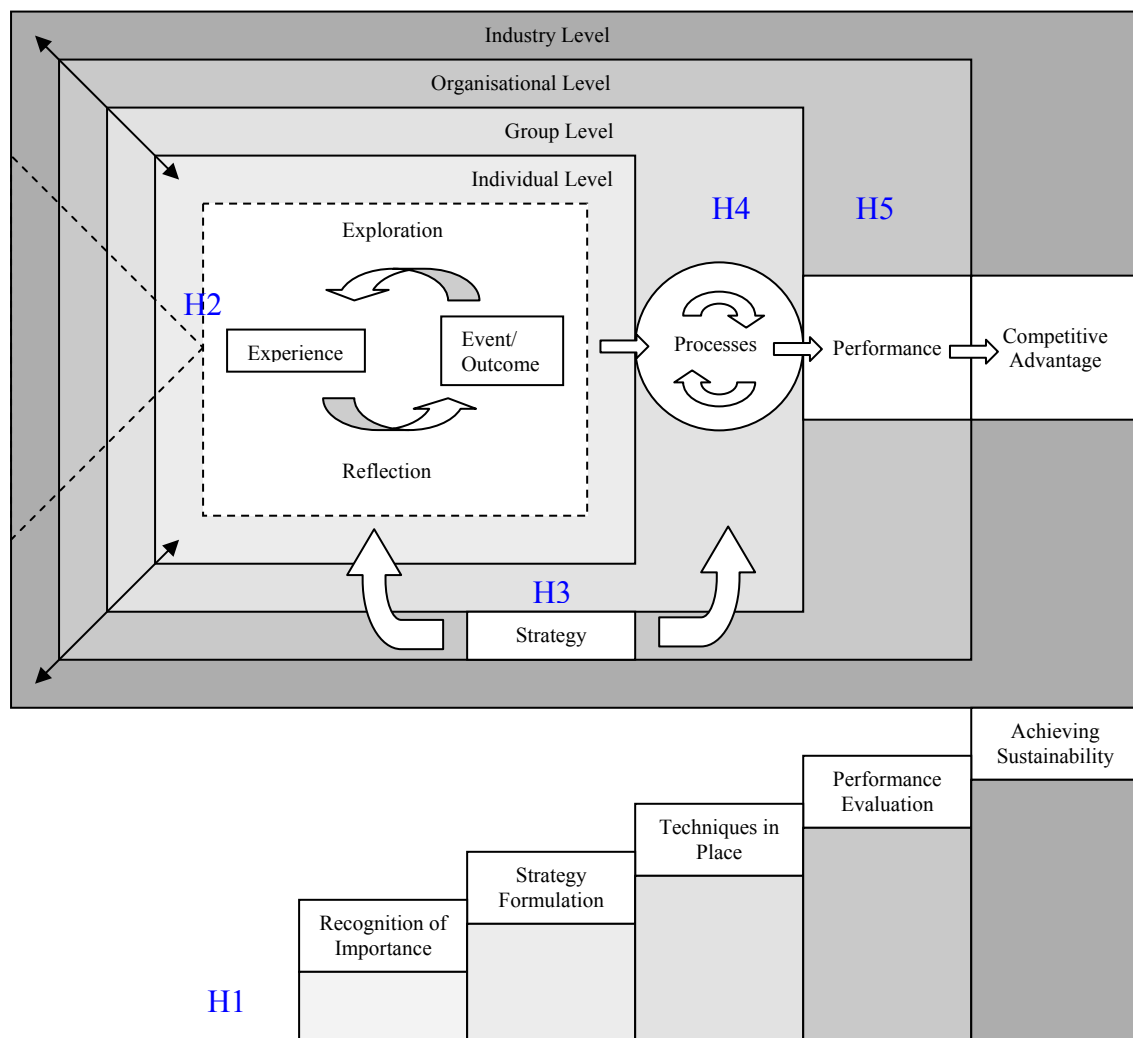 Industry Level
Organisational Level
Group Level
Individual Level
H4
H5
Exploration
H2
Experience
Event/
Outcome
Processes
Performance
Competitive
Advantage
Reflection
H3
Strategy
Achieving
Sustainability
Performance
Evaluation
Techniques in
Place
Strategy
Formulation
Recognition of
Importance
H1